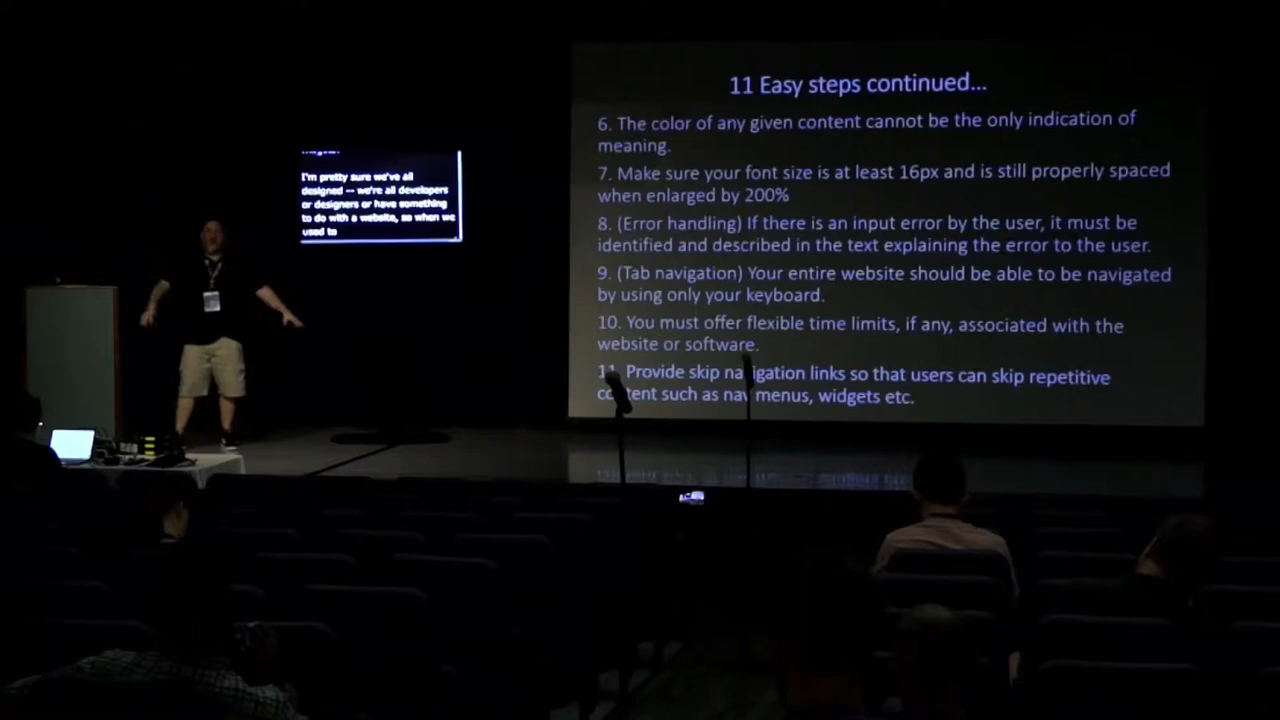 I'm pretty sure we've all
designed -- we're all developers
or designers or have something
to do with a website, so when we
used to
11 Easy steps continued...
6. The color of any given content cannot be the only indication of
meaning.
7. Make sure your font size is at least 16px and is still properly spaced
when enlarged by 200%
8. (Error handling) If there is an input error by the user, it must be
identified and described in the text explaining the error to the user.
9. (Tab navigation) Your entire website should be able to be navigated
by using only your keyboard.
10. You must offer flexible time limits, if any, associated with the
website or software.
11. Provide skip navigation links so that users can skip repetitive
content such as nav menus, widgets etc.